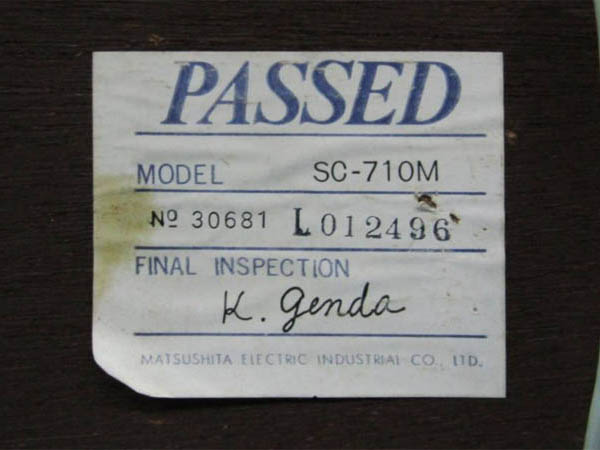 PASSED
MODEL SC-710M
Nº 30681 L012496
FINAL INSPECTION
K. Genda
MATSUSHITA ELECTRIC INDUSTRIAL CO., LTD.